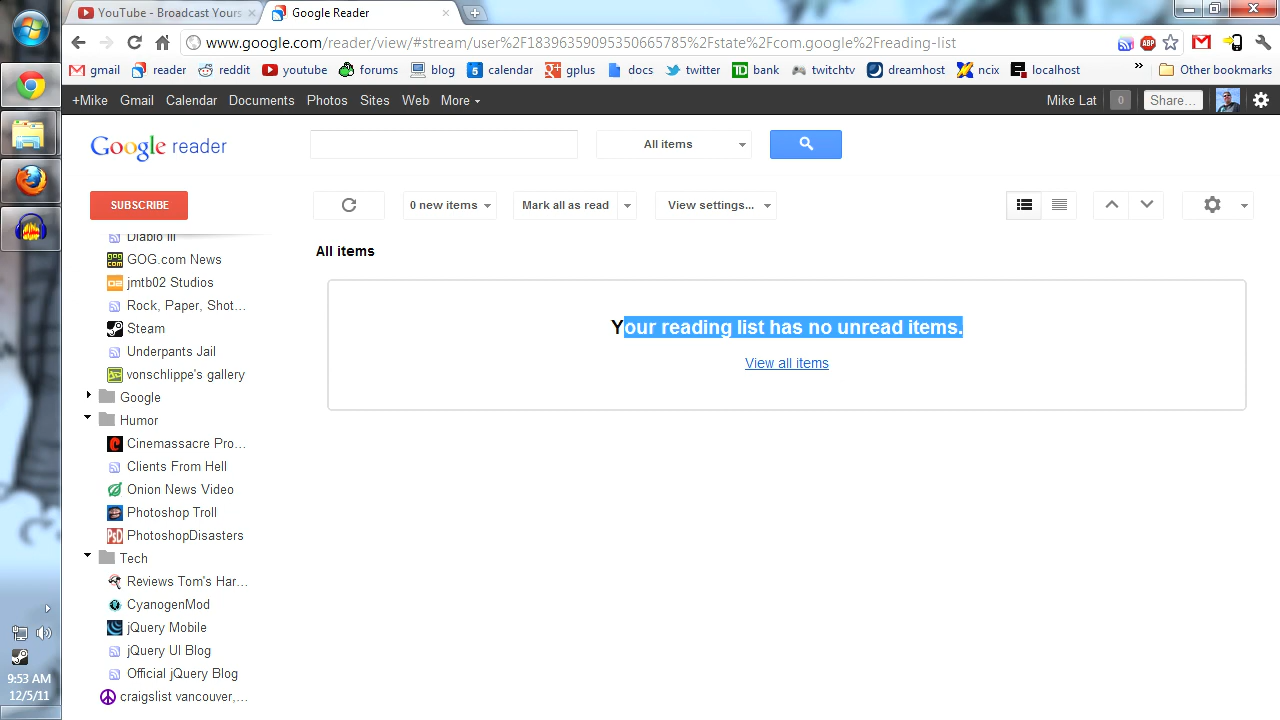 YouTube - Broadcast Yours
Google Reader
www.google.com/reader/view/#stream/user%2F18396359095350665785%2Fstate%2Fcom.google%2Freading-list
ABP
gmail reader reddit youtube forums blog 5 calendar gplus docs twitter TD bank twitchtv dreamhost ncix localhost » Other bookmarks
+Mike Gmail Calendar Documents Photos Sites Web More Mike Lat 0 Share...
Google reader All items
SUBSCRIBE 0 new items Mark all as read View settings...
Diablo III
All items
GOG.com News
jmtb02 Studios
Rock, Paper, Shot...
Steam
Your reading list has no unread items.
Underpants Jail
View all items
vonschlippe's gallery
Google
Humor
Cinemassacre Pro...
Clients From Hell
Onion News Video
Photoshop Troll
PsD PhotoshopDisasters
Tech
Reviews Tom's Har...
CyanogenMod
jQuery Mobile
jQuery UI Blog
Official jQuery Blog
craigslist vancouver,...
9:53 AM
12/5/11